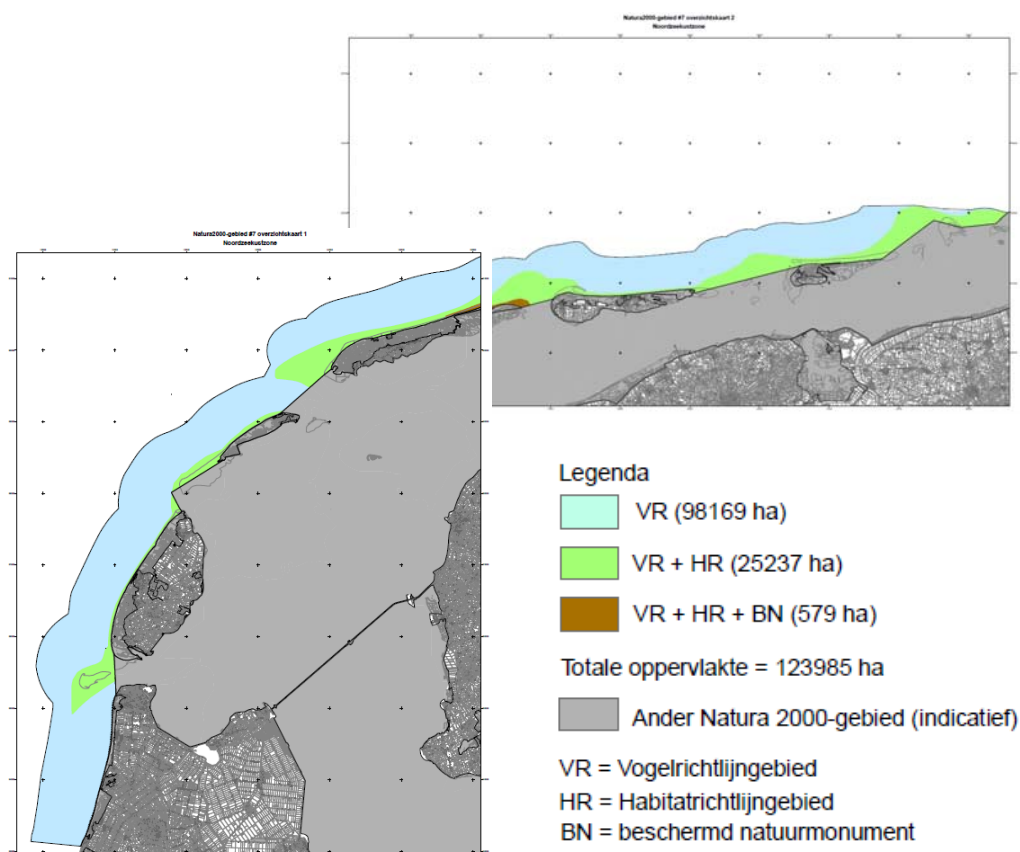 Natura2000-gebied #7 overzichtskaart 2
Noordzeekustzone
Natura2000-gebied #7 overzichtskaart 1
Noordzeekustzone
Legenda
VR (98169 ha)
VR + HR (25237 ha)
VR + HR + BN (579 ha)
Totale oppervlakte = 123985 ha
Ander Natura 2000-gebied (indicatief)
VR = Vogelrichtlijngebied
HR = Habitatrichtlijngebied
BN = beschermd natuurmonument